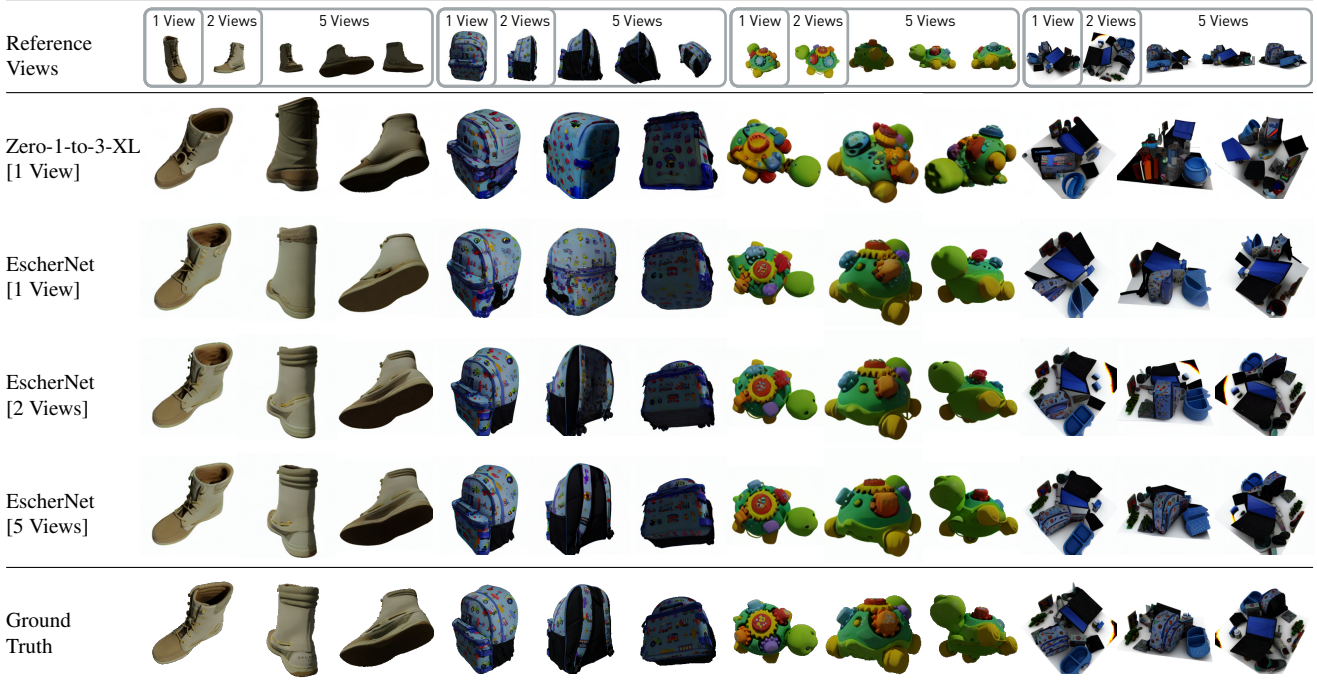 1 View 2 Views 5 Views 1 View 2 Views 5 Views 1 View 2 Views 5 Views 1 View 2 Views 5 Views
Reference
Views
Zero-1-to-3-XL
[1 View]
EscherNet
[1 View]
EscherNet
[2 Views]
EscherNet
[5 Views]
Ground
Truth